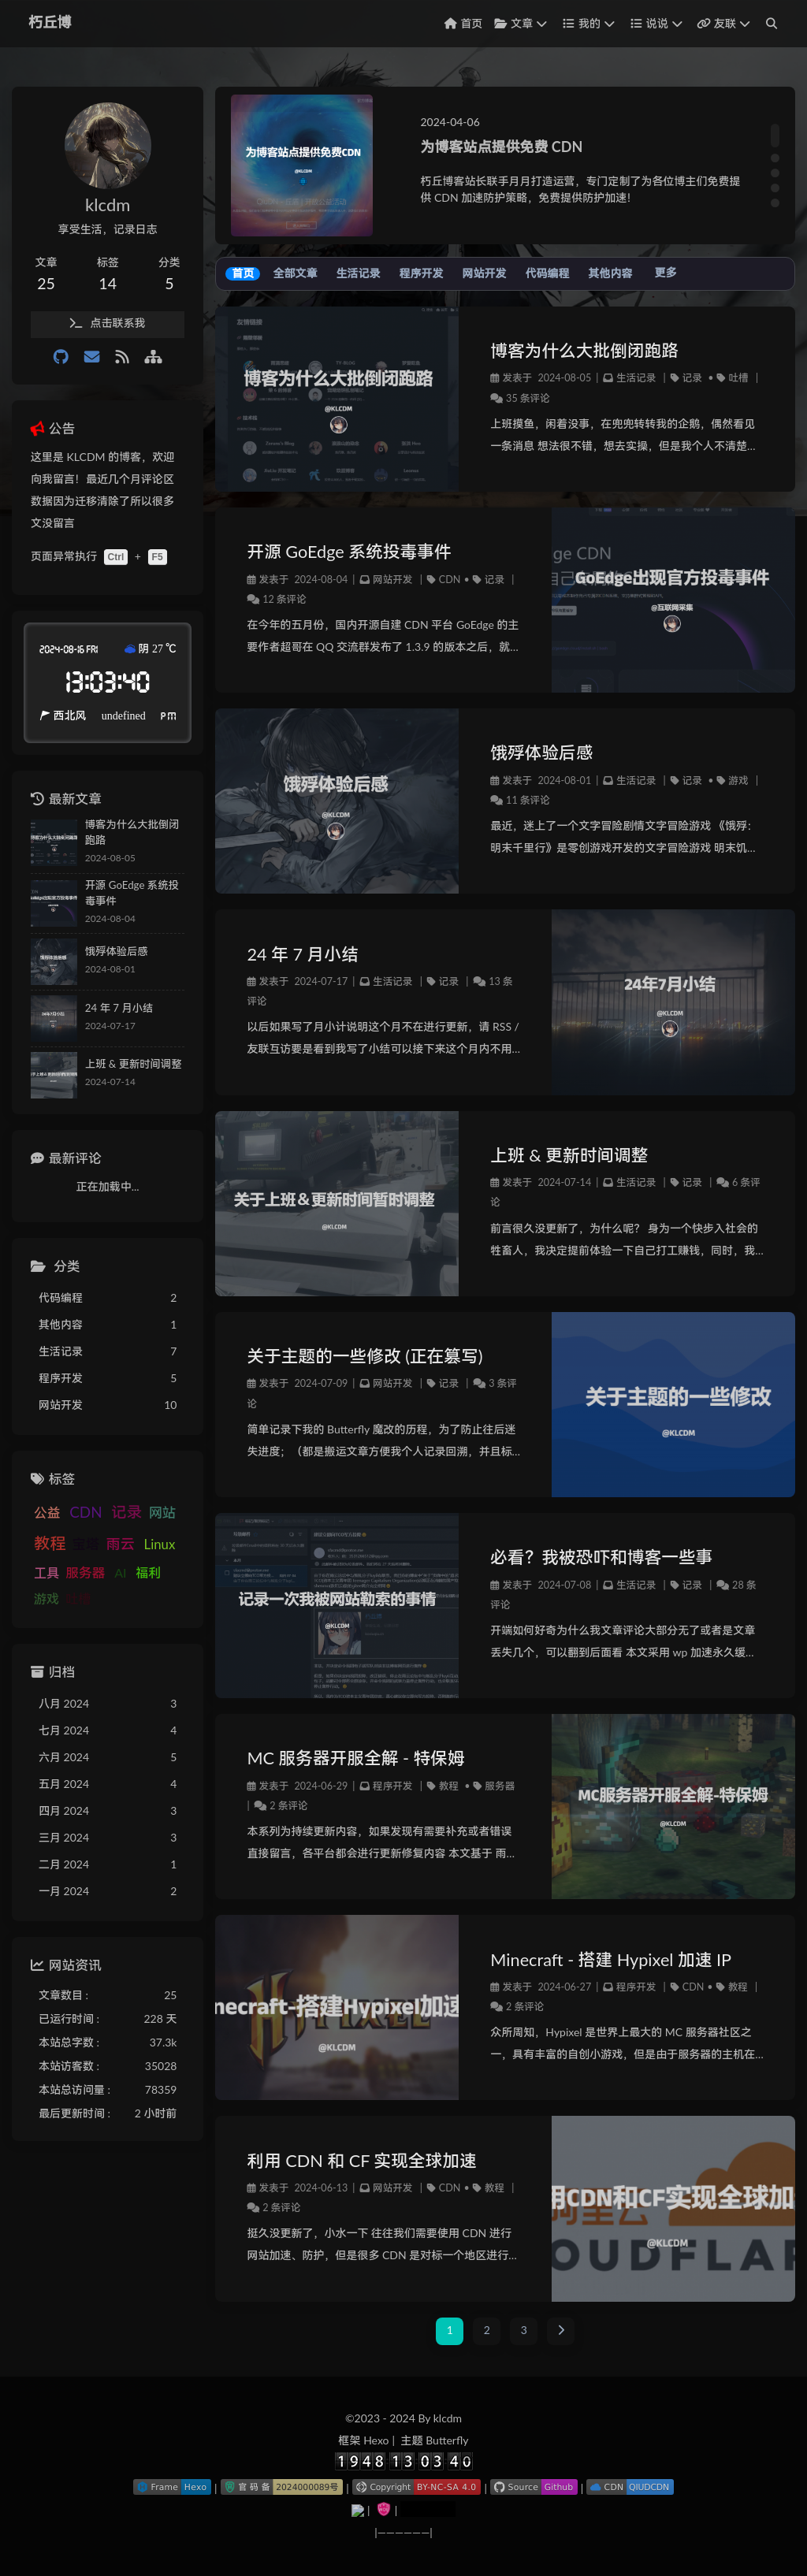 朽丘博
首页 文章 我的 说说 友联
klcdm
享受生活，记录日志
文章 标签 分类
25 14 5
点击联系我
公告
这里是 KLCDM 的博客，欢迎
向我留言！最近几个月评论区
数据因为迁移清除了所以很多
文没留言
页面异常执行 Ctrl + F5
2024-08-16 FRI 阴 27 ℃
13:03:40
西北风 undefined PM
最新文章
博客为什么大批倒闭
跑路
2024-08-05
开源 GoEdge 系统投
毒事件
2024-08-04
饿殍体验后感
2024-08-01
24 年 7 月小结
2024-07-17
上班 & 更新时间调整
2024-07-14
最新评论
正在加载中...
分类
代码编程 2
其他内容 1
生活记录 7
程序开发 5
网站开发 10
标签
公益 CDN 记录 网站
教程 雨云 Linux
工具 服务器 AI 福利
游戏
归档
八月 2024 3
七月 2024 4
六月 2024 5
五月 2024 4
四月 2024 3
三月 2024 3
二月 2024 1
一月 2024 2
网站资讯
文章数目 : 25
已运行时间 : 228 天
本站总字数 : 37.3k
本站访客数 : 35028
本站总访问量 : 78359
最后更新时间 : 2 小时前
为博客站点提供免费CDN
@KLCDM
2024-04-06
为博客站点提供免费 CDN
朽丘博客站长联手月月打造运营，专门定制了为各位博主们免费提
供 CDN 加速防护策略，免费提供防护加速！
首页 全部文章 生活记录 程序开发 网站开发 代码编程 其他内容 更多
博客为什么大批倒闭跑路
@KLCDM
博客为什么大批倒闭跑路
发表于 2024-08-05 | 生活记录 | 记录 • 吐槽 |
35 条评论
上班摸鱼，闲着没事，在兜兜转转我的企鹅，偶然看见
一条消息 想法很不错，想去实操，但是我个人不清楚...
开源 GoEdge 系统投毒事件
发表于 2024-08-04 | 网站开发 | CDN • 记录 |
12 条评论
在今年的五月份，国内开源自建 CDN 平台 GoEdge 的主
要作者超哥在 QQ 交流群发布了 1.3.9 的版本之后，就...
GoEdge出现官方投毒事件
@互联网采集
饿殍体验后感
@KLCDM
饿殍体验后感
发表于 2024-08-01 | 生活记录 | 记录 • 游戏 |
11 条评论
最近，迷上了一个文字冒险剧情文字冒险游戏 《饿殍：
明末千里行》是零创游戏开发的文字冒险游戏 明末饥...
24 年 7 月小结
发表于 2024-07-17 | 生活记录 | 记录 | 13 条
评论
以后如果写了月小计说明这个月不在进行更新，请 RSS /
友联互访要是看到我写了小结可以接下来这个月内不用...
24年7月小结
@KLCDM
关于上班&更新时间暂时调整
@KLCDM
上班 & 更新时间调整
发表于 2024-07-14 | 生活记录 | 记录 | 6 条评
论
前言很久没更新了，为什么呢？ 身为一个快步入社会的
牲畜人，我决定提前体验一下自己打工赚钱，同时，我...
关于主题的一些修改 (正在篡写)
发表于 2024-07-09 | 网站开发 | 记录 | 3 条评
论
简单记录下我的 Butterfly 魔改的历程，为了防止往后迷
失进度；（都是搬运文章方便我个人记录回溯，并且标...
关于主题的一些修改
@KLCDM
记录一次我被网站勒索的事情
@KLCDM
必看？我被恐吓和博客一些事
发表于 2024-07-08 | 生活记录 | 记录 | 28 条
评论
开端如何好奇为什么我文章评论大部分无了或者是文章
丢失几个，可以翻到后面看 本文采用 wp 加速永久缓...
MC 服务器开服全解 - 特保姆
发表于 2024-06-29 | 程序开发 | 教程 • 服务器
| 2 条评论
本系列为持续更新内容，如果发现有需要补充或者错误
直接留言，各平台都会进行更新修复内容 本文基于 雨...
MC服务器开服全解-特保姆
@KLCDM
necraft-搭建Hypixel加速
@KLCDM
Minecraft - 搭建 Hypixel 加速 IP
发表于 2024-06-27 | 程序开发 | CDN • 教程 |
2 条评论
众所周知，Hypixel 是世界上最大的 MC 服务器社区之
一，具有丰富的自创小游戏，但是由于服务器的主机在...
利用 CDN 和 CF 实现全球加速
发表于 2024-06-13 | 网站开发 | CDN • 教程 |
2 条评论
挺久没更新了，小水一下 往往我们需要使用 CDN 进行
网站加速、防护，但是很多 CDN 是对标一个地区进行...
用CDN和CF实现全球加
@KLCDM
1 2 3
©2023 - 2024 By klcdm
框架 Hexo | 主题 Butterfly
1948 13 03 40
Frame Hexo | 官码备 2024000089号 | Copyright BY-NC-SA 4.0 | Source Github | CDN QIUDCDN
|——————|